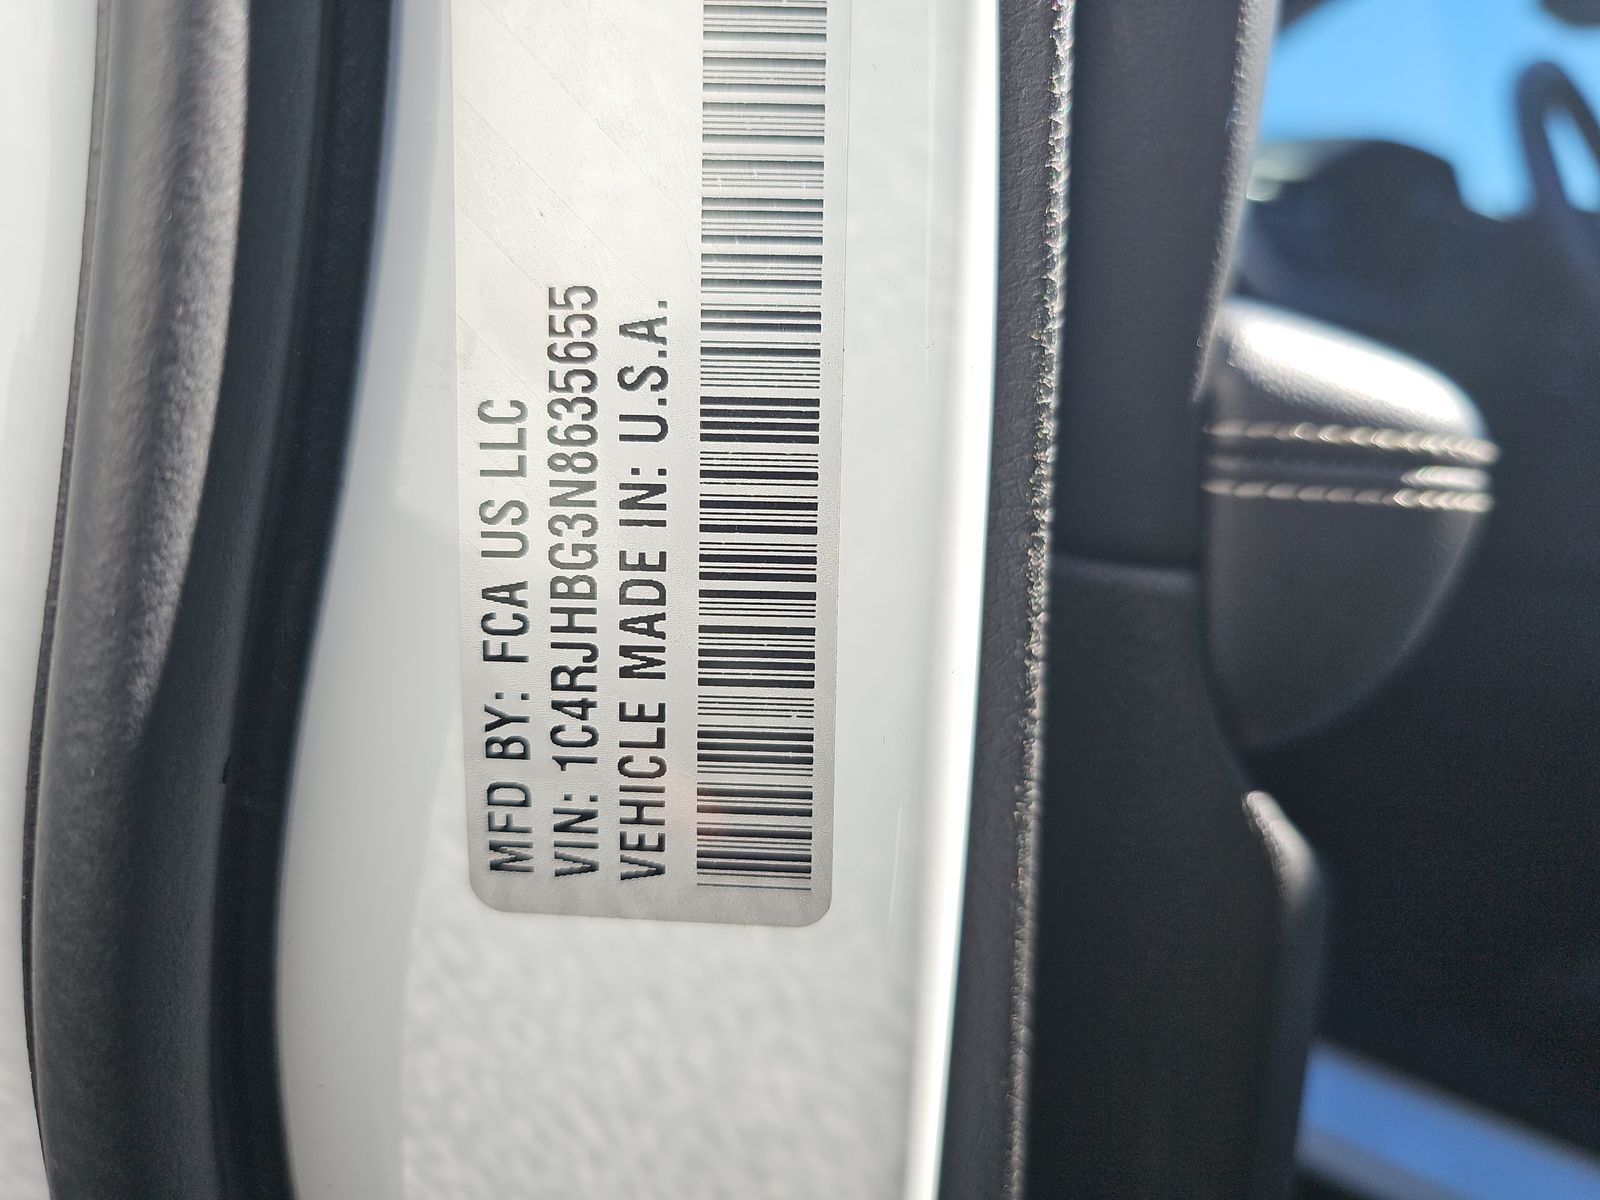 MFD BY: FCA US LLC
VIN: 1C4RJHBG3N8635655
VEHICLE MADE IN: U.S.A.